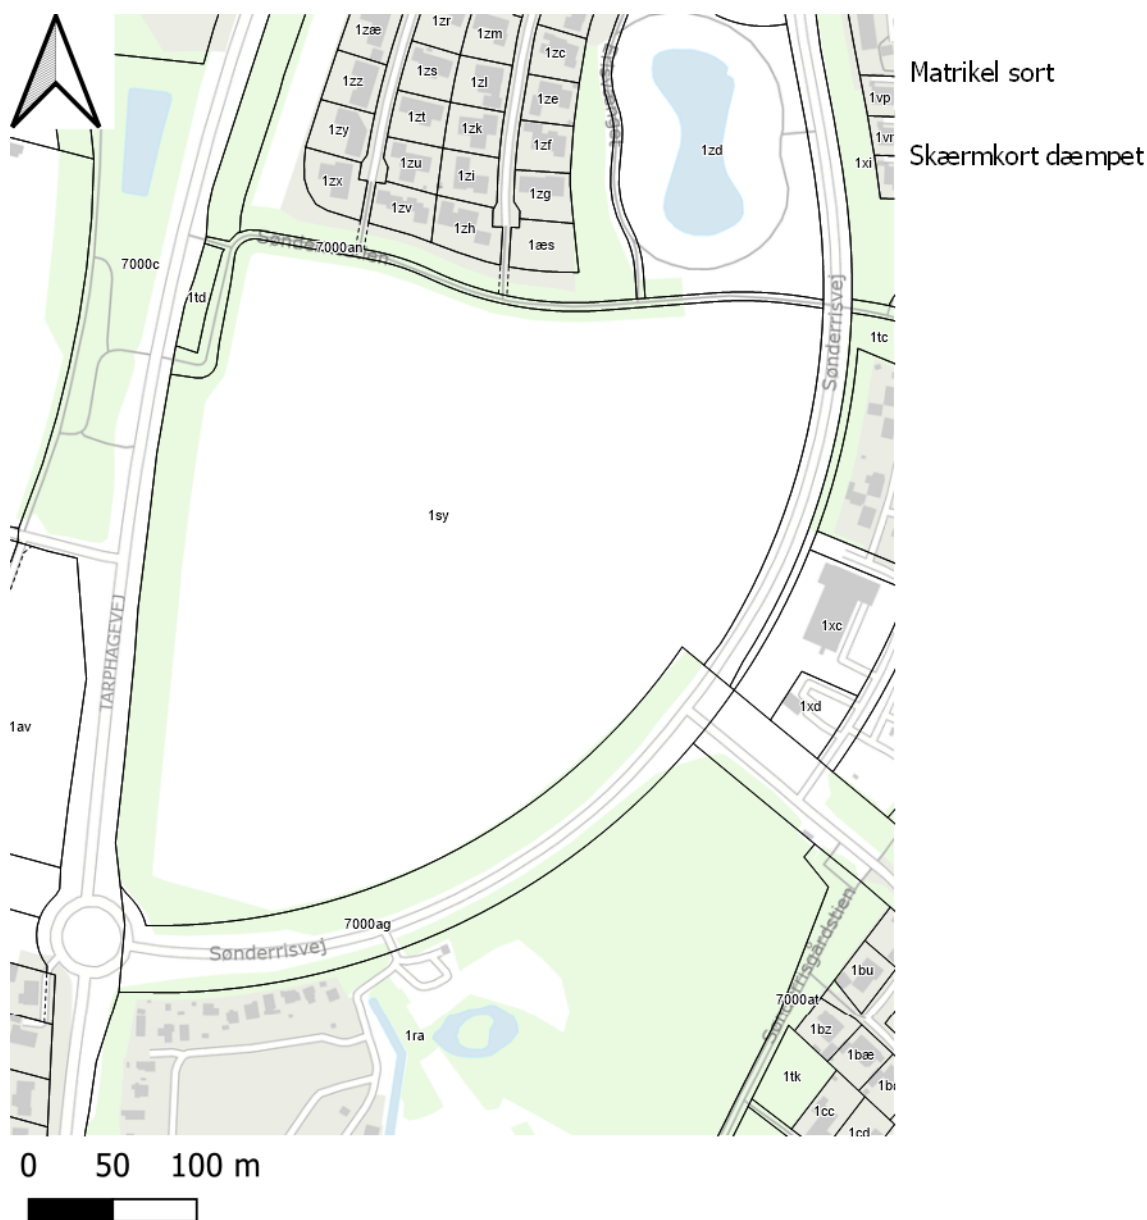 Matrikel sort
Skærmkort dæmpet
1zæ
1zr
1zm
1zc
1zz
1zs
1zl
1ze
1vp
1zy
1zt
1zk
1zf
1zd
1vr
1xi
1zx
1zu
1zi
1zg
1zv
1zh
1æs
7000an
7000c
1td
Sønderrisvej
1tc
1sy
TARPHAGEVEJ
1xc
1xd
1av
7000ag
Sønderrisvej
Sønderrisgårdstien
1bu
7000at
1ra
1bz
1bæ
1tk
1cc
1cd
0 50 100 m